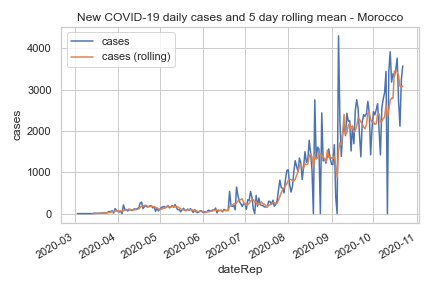 New COVID-19 daily cases and 5 day rolling mean - Morocco
cases
cases (rolling)
4000
3000
2000
1000
0
cases
2020-03
2020-04
2020-05
2020-06
2020-07
2020-08
2020-09
2020-10
2020-11
dateRep